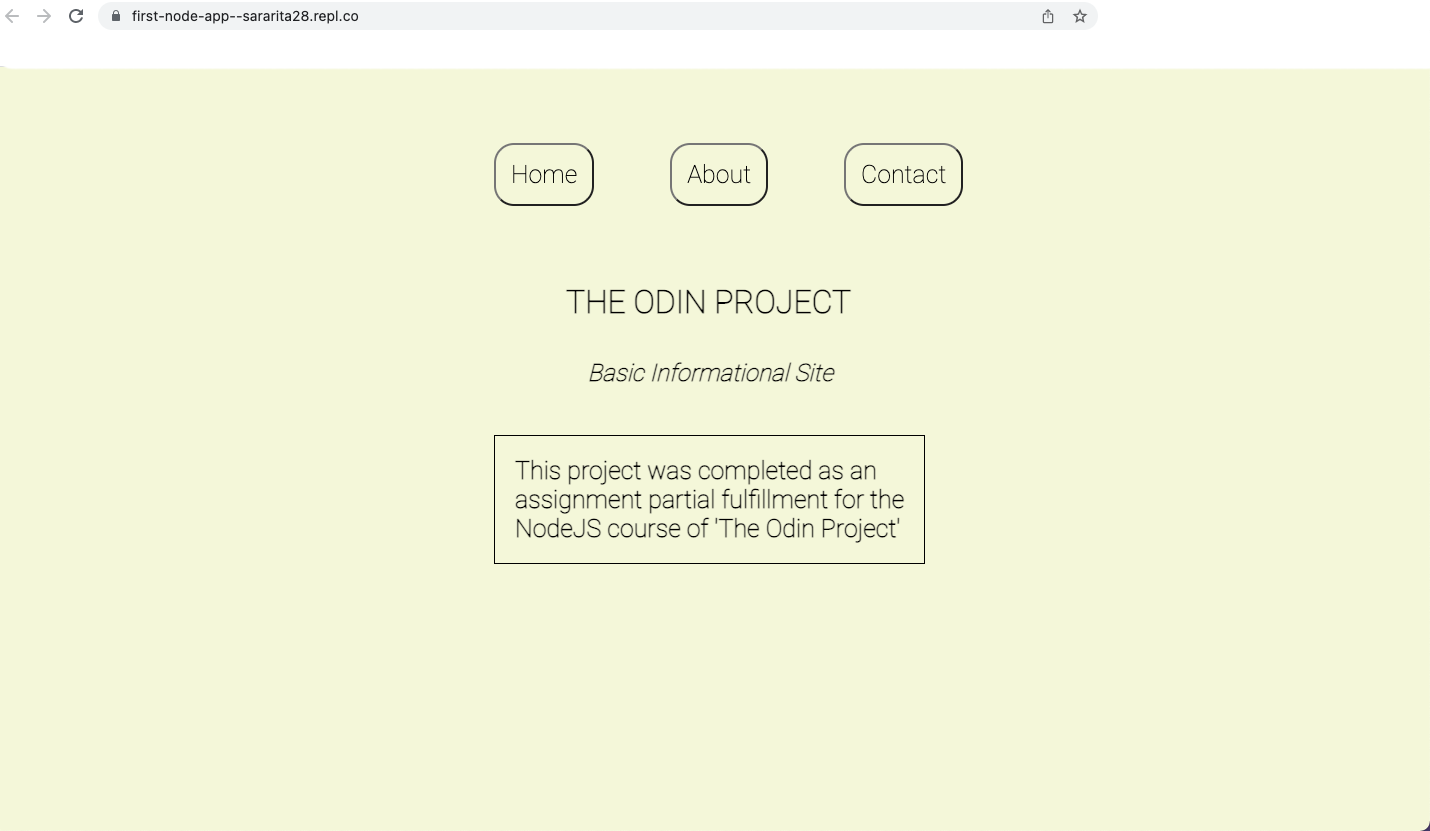 first-node-app--sararita28.repl.co
Home
About
Contact
THE ODIN PROJECT
Basic Informational Site
This project was completed as an
assignment partial fulfillment for the
NodeJS course of 'The Odin Project'